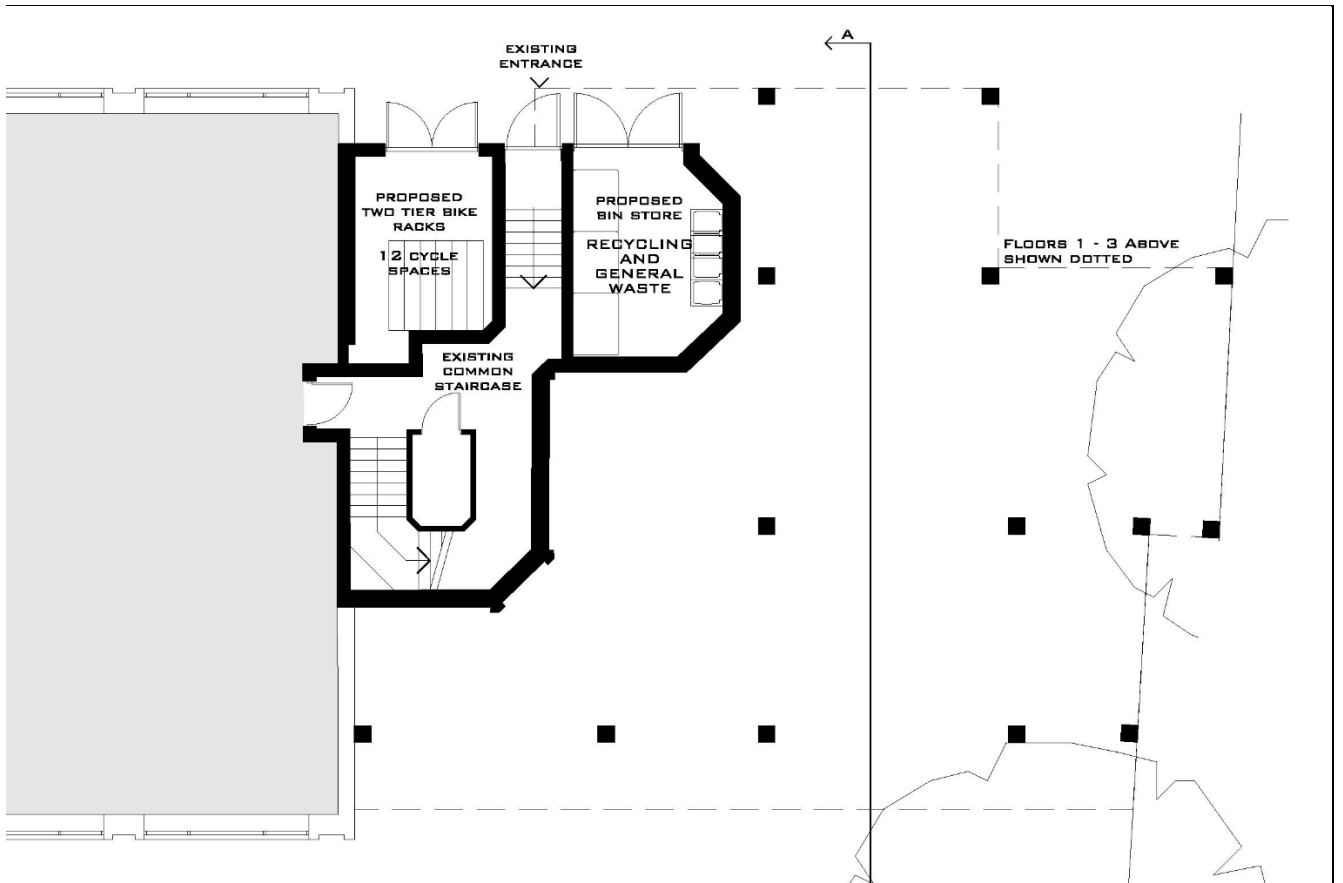 A
EXISTING
ENTRANCE
PROPOSED
TWO TIER BIKE
RACKS
12 CYCLE
SPACES
PROPOSED
BIN STORE
RECYCLING
AND
GENERAL
WASTE
FLOORS 1 - 3 ABOVE
SHOWN DOTTED
EXISTING
COMMON
STAIRCASE